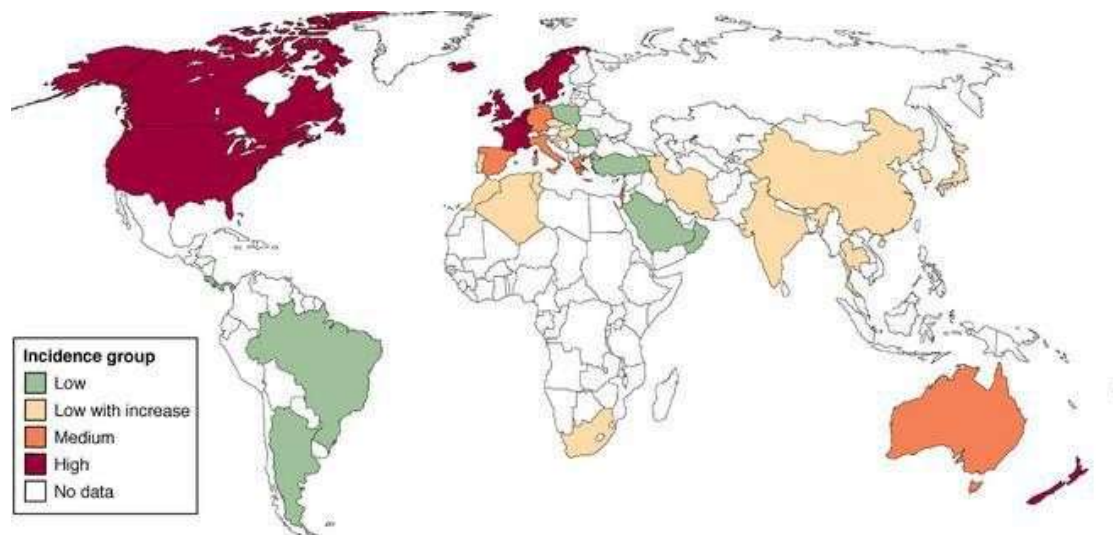 Incidence group
Low
Low with increase
Medium
High
No data